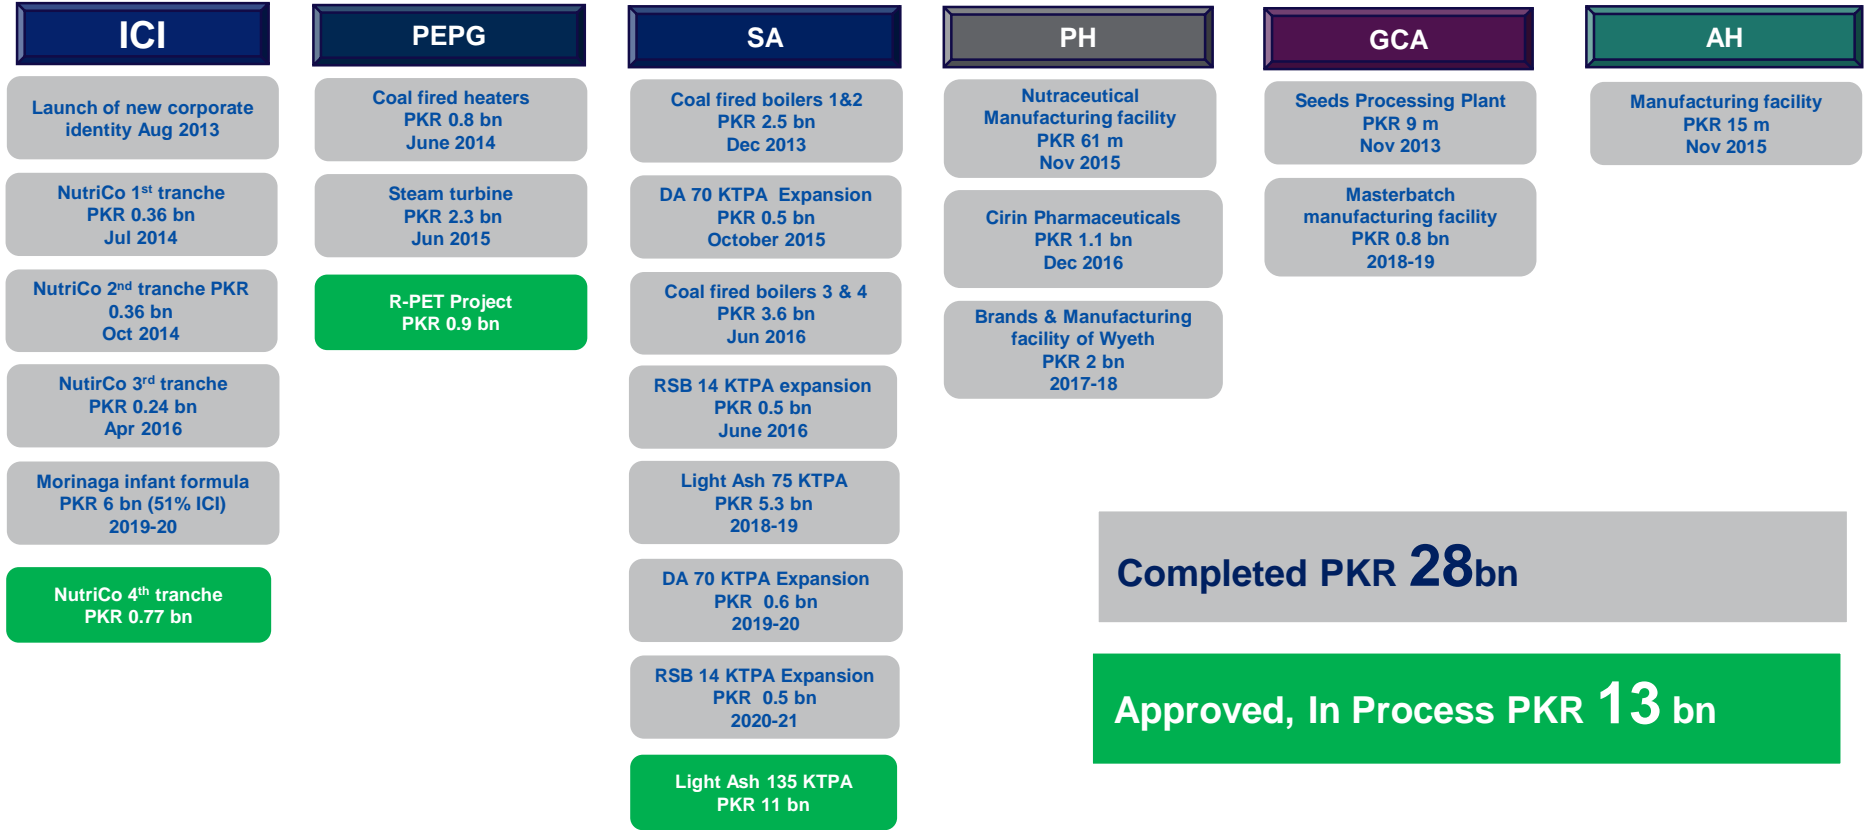 ICI
Launch of new corporate
identity Aug 2013
NutriCo 1st tranche
PKR 0.36 bn
Jul 2014
NutriCo 2nd tranche PKR
0.36 bn
Oct 2014
NutirCo 3rd tranche
PKR 0.24 bn
Apr 2016
Morinaga infant formula
PKR 6 bn (51% ICI)
2019-20
NutriCo 4th tranche
PKR 0.77 bn
PEPG
Coal fired heaters
PKR 0.8 bn
June 2014
Steam turbine
PKR 2.3 bn
Jun 2015
R-PET Project
PKR 0.9 bn
SA
Coal fired boilers 1&2
PKR 2.5 bn
Dec 2013
DA 70 KTPA Expansion
PKR 0.5 bn
October 2015
Coal fired boilers 3 & 4
PKR 3.6 bn
Jun 2016
RSB 14 KTPA expansion
PKR 0.5 bn
June 2016
Light Ash 75 KTPA
PKR 5.3 bn
2018-19
DA 70 KTPA Expansion
PKR 0.6 bn
2019-20
RSB 14 KTPA Expansion
PKR 0.5 bn
2020-21
Light Ash 135 KTPA
PKR 11 bn
PH
Nutraceutical
Manufacturing facility
PKR 61 m
Nov 2015
Cirin Pharmaceuticals
PKR 1.1 bn
Dec 2016
Brands & Manufacturing
facility of Wyeth
PKR 2 bn
2017-18
GCA
Seeds Processing Plant
PKR 9 m
Nov 2013
Masterbatch
manufacturing facility
PKR 0.8 bn
2018-19
AH
Manufacturing facility
PKR 15 m
Nov 2015
Completed PKR 28bn
Approved, In Process PKR 13 bn